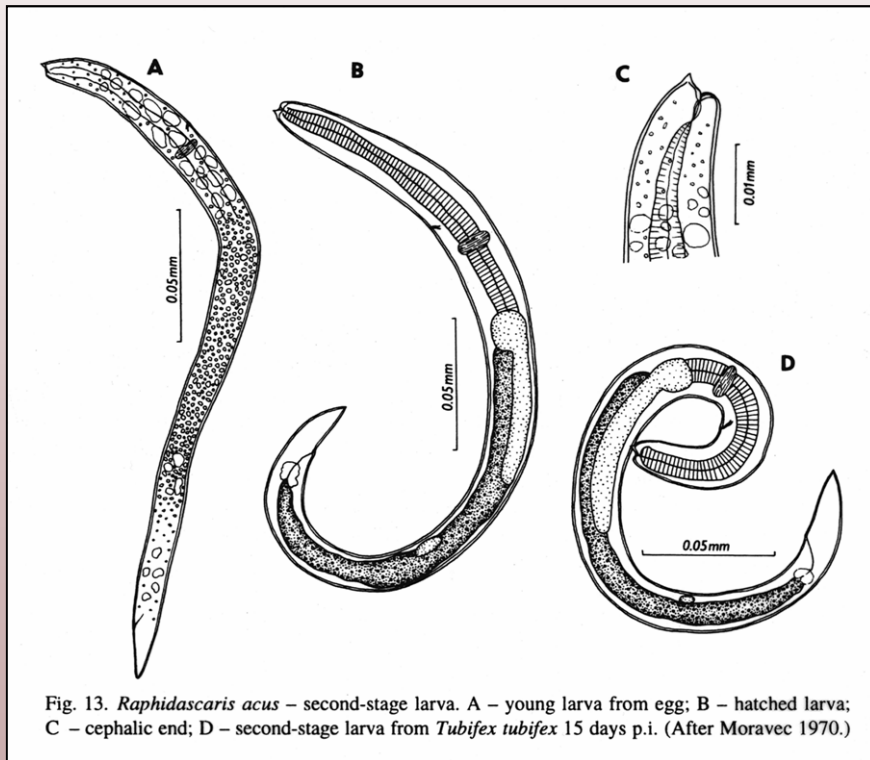 A
B
C
0.01mm
0.05mm
0.05mm
D
0.05mm
Fig. 13. Raphidascaris acus – second-stage larva. A – young larva from egg; B – hatched larva;
C – cephalic end; D – second-stage larva from Tubifex tubifex 15 days p.i. (After Moravec 1970.)